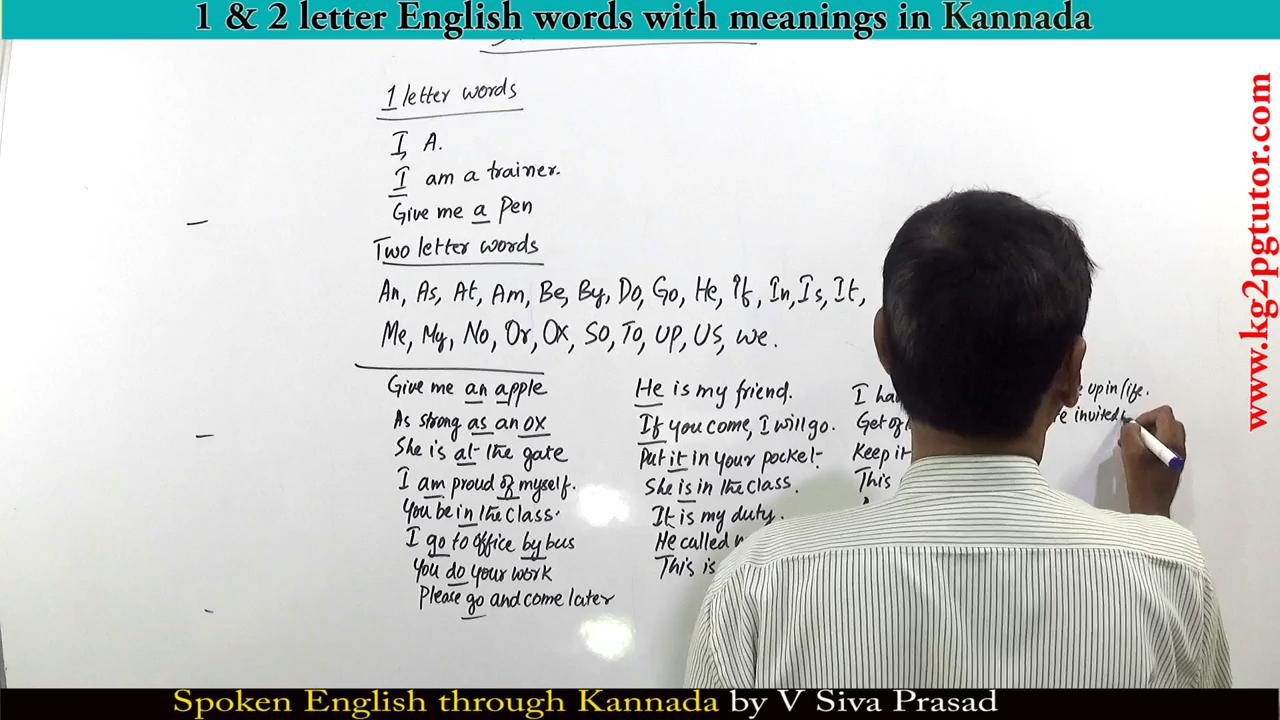 1 & 2 letter English words with meanings in Kannada
1 letter words
I, A.
I am a trainer.
Give me a pen
Two letter words
An, As, At, Am, Be, By, Do, Go, He, If, In, Is, It,
Me, My, No, Or, Ox, So, To, UP, US, we.
Give me an apple
As strong as an ox
She is at the gate
I am proud of myself.
You be in the class.
I go to office by bus
You do your work
Please go and come later
He is my friend.
If you come, I will go.
Put it in your pocket.
She is in the class.
It is my duty.
He called
This is
I
Keep it
This
up in life.
invited
www.kg2pgtutor.com
Spoken English through Kannada by V Siva Prasad